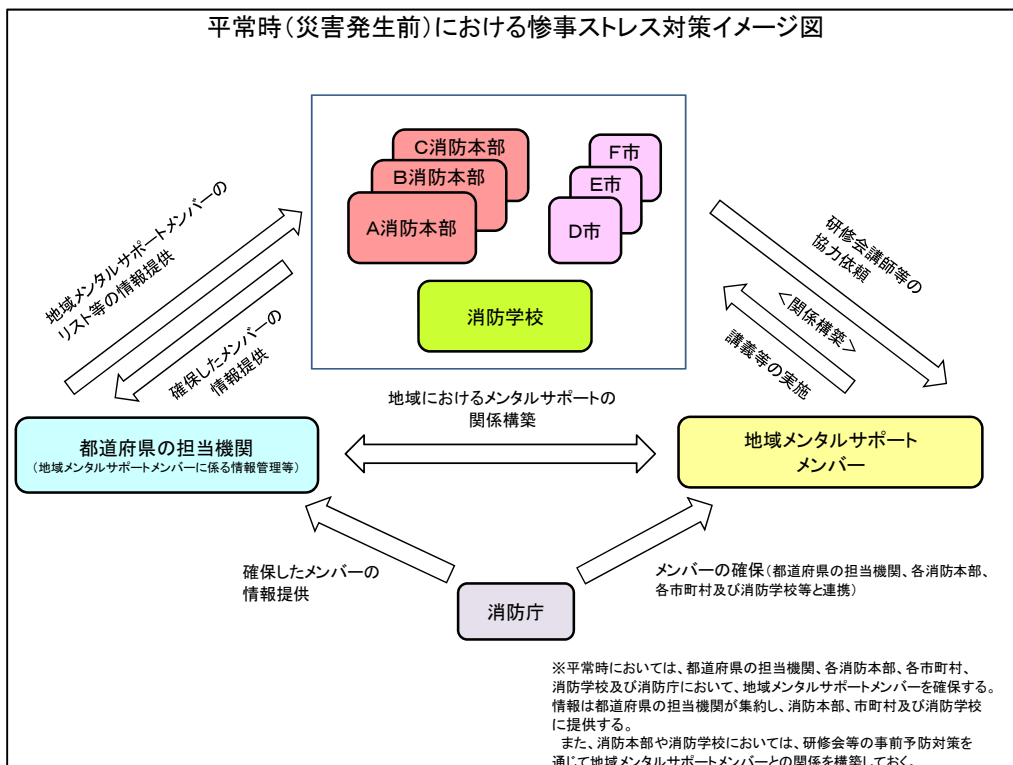 平常時(災害発生前)における惨事ストレス対策イメージ図
C消防本部
B消防本部
A消防本部
F市
E市
D市
消防学校
地域メンタルサポートメンバーの
リスト等の情報提供
確保したメンバーの
情報提供
研修会講師等の
協力依頼
<関係構築>
講義等の実施
地域におけるメンタルサポートの
関係構築
都道府県の担当機関
(地域メンタルサポートメンバーに係る情報管理等)
地域メンタルサポート
メンバー
確保したメンバーの
情報提供
メンバーの確保(都道府県の担当機関、各消防本部、
各市町村及び消防学校等と連携)
消防庁
※平常時においては、都道府県の担当機関、各消防本部、各市町村、
消防学校及び消防庁において、地域メンタルサポートメンバーを確保する。
情報は都道府県の担当機関が集約し、消防本部、市町村及び消防学校
に提供する。
また、消防本部や消防学校においては、研修会等の事前予防対策を
通じて地域メンタルサポートメンバーとの関係を構築しておく。